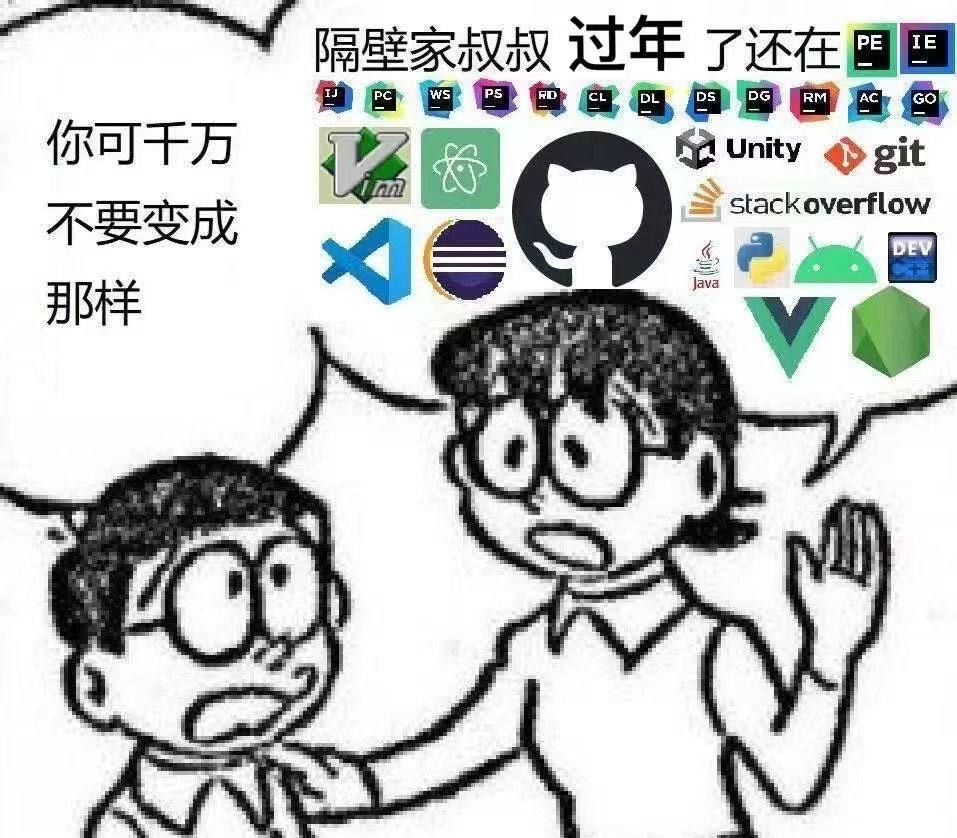 隔壁家叔叔 过年 了还在 PE IE
IJ PC WS PS RD CL DL DS DG RM AC GO
Vim
Unity
git
stackoverflow
Java
DEV
C++
你可千万
不要变成
那样